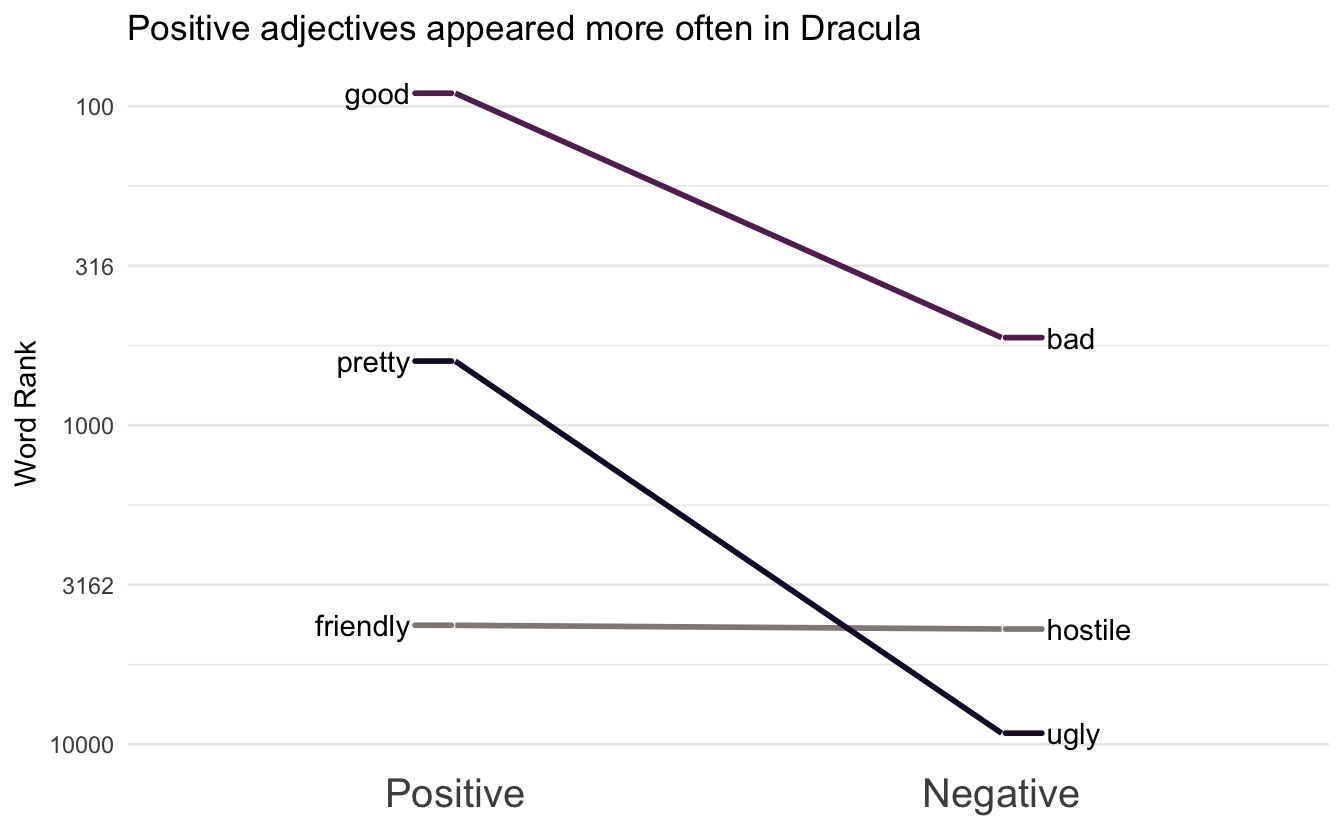 Positive adjectives appeared more often in Dracula
good
100
316
bad
pretty
Word Rank
1000
3162
friendly
hostile
ugly
10000
Positive
Negative